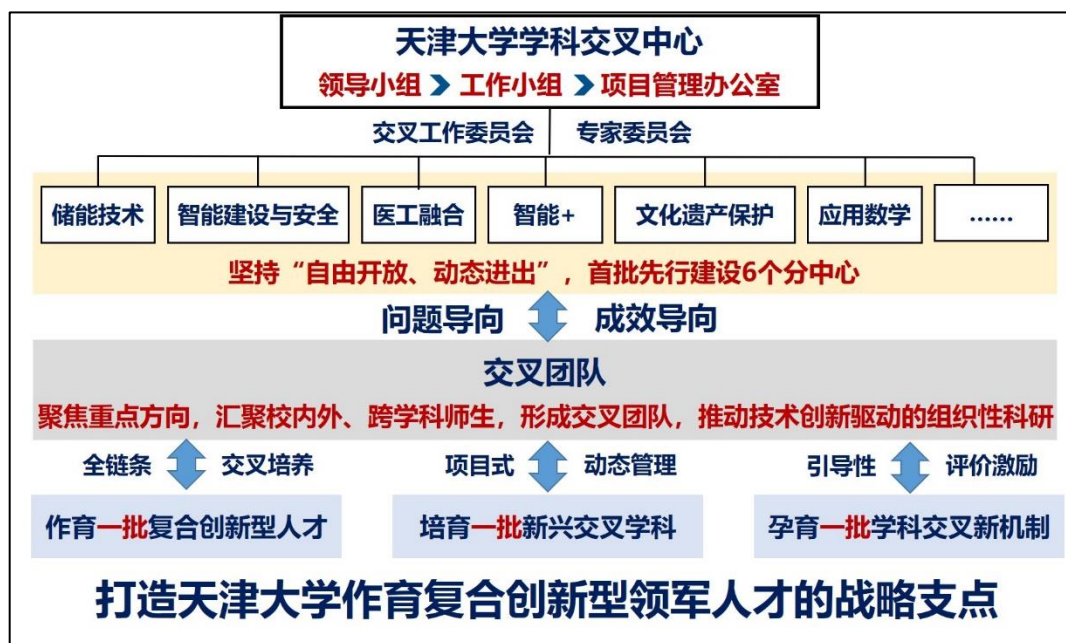 天津大学学科交叉中心
领导小组 > 工作小组 > 项目管理办公室
交叉工作委员会 专家委员会
储能技术 智能建设与安全 医工融合 智能+ 文化遗产保护 应用数学 ……
坚持“自由开放、动态进出”,首批先行建设6个分中心
问题导向 成效导向
交叉团队
聚焦重点方向,汇聚校内外、跨学科师生,形成交叉团队,推动技术创新驱动的组织性科研
全链条 交叉培养 项目式 动态管理 引导性 评价激励
作育一批复合创新型人才 培育一批新兴交叉学科 孕育一批学科交叉新机制
打造天津大学作育复合创新型领军人才的战略支点